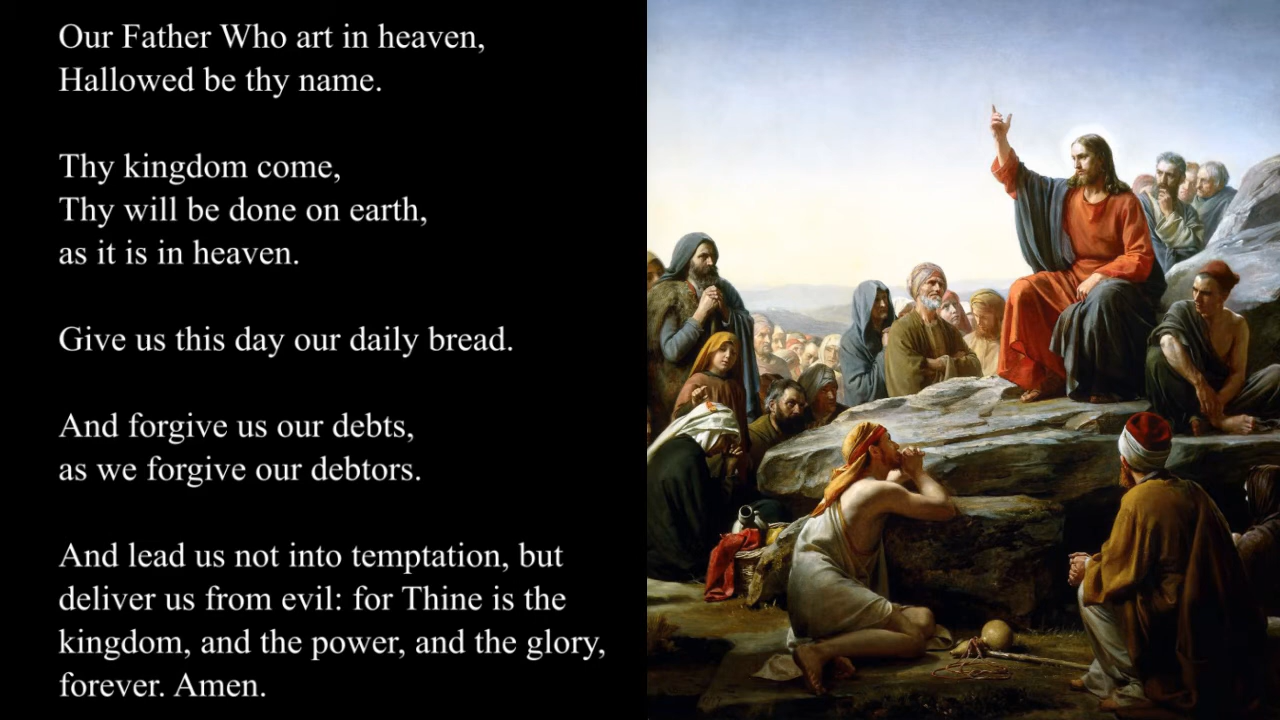 Our Father Who art in heaven,
Hallowed be thy name.
Thy kingdom come,
Thy will be done on earth,
as it is in heaven.
Give us this day our daily bread.
And forgive us our debts,
as we forgive our debtors.
And lead us not into temptation, but
deliver us from evil: for Thine is the
kingdom, and the power, and the glory,
forever. Amen.